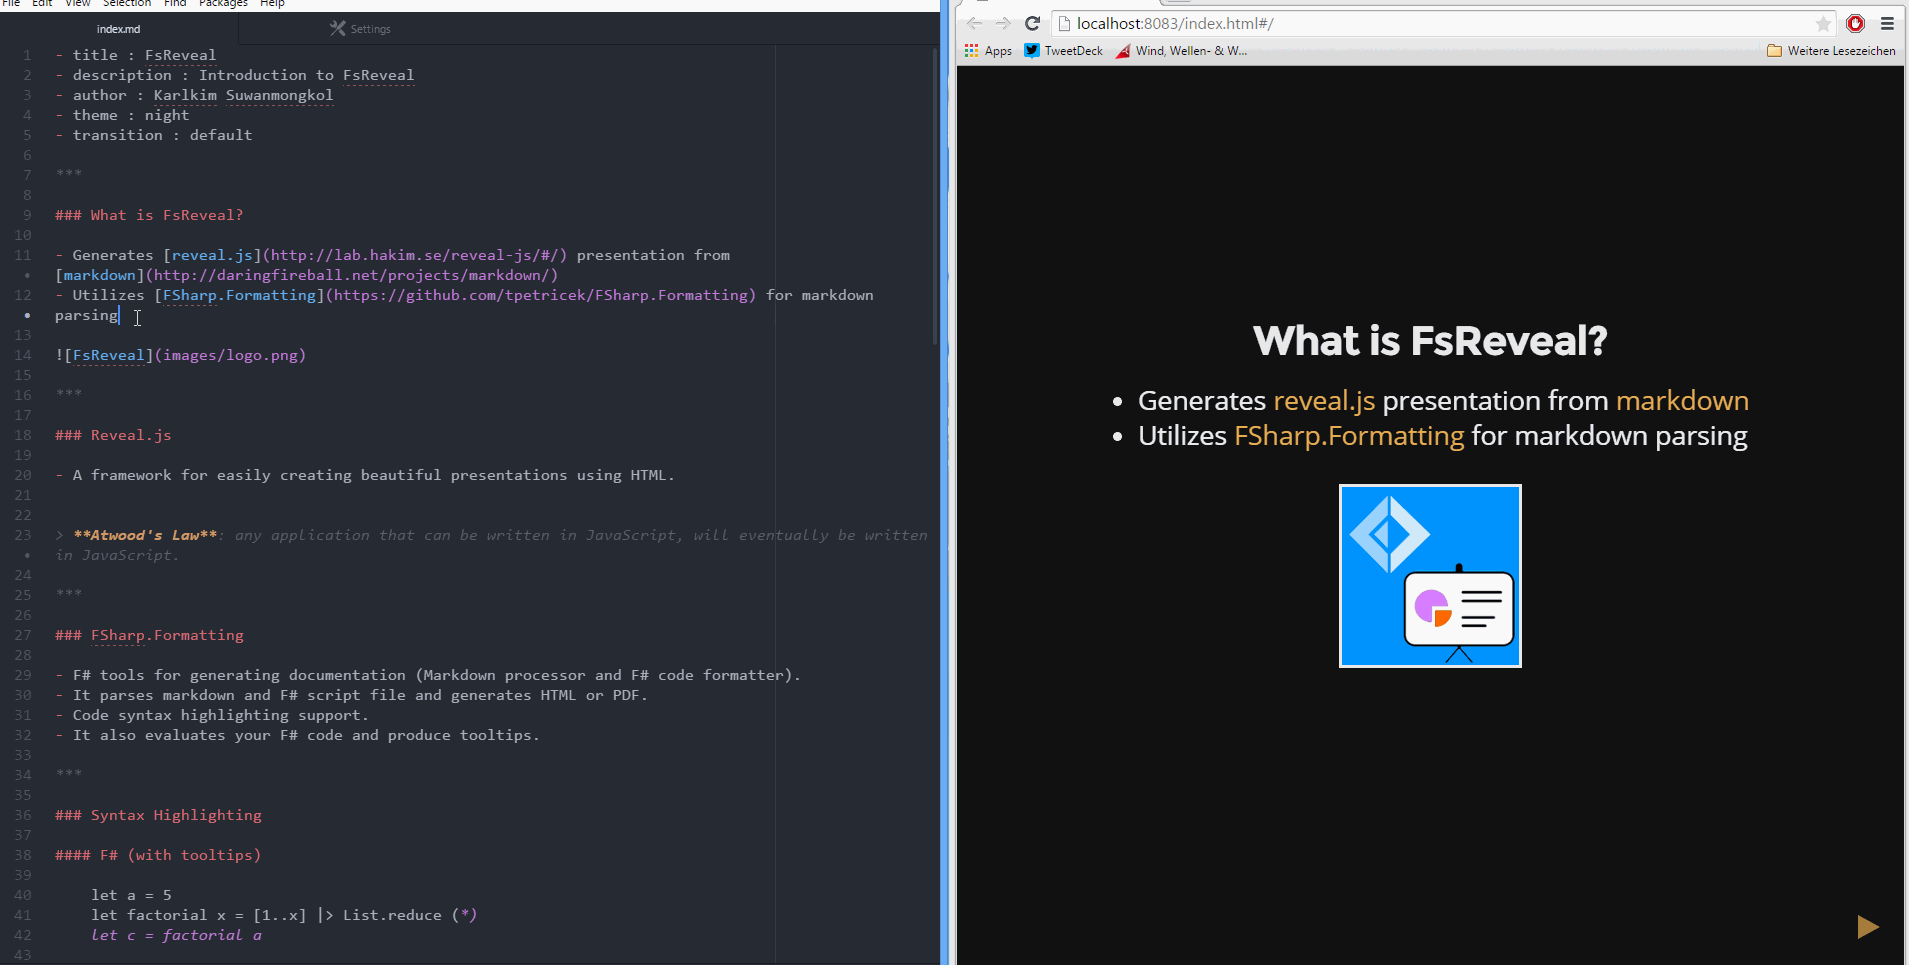 File Edit View Selection Find Packages Help
index.md
Settings
1 - title : FsReveal
2 - description : Introduction to FsReveal
3 - author : Karlkim Suwanmongkol
4 - theme : night
5 - transition : default
6
7 ***
8
9 ### What is FsReveal?
10
11 - Generates [reveal.js](http://lab.hakim.se/reveal-js/#/) presentation from
• [markdown](http://daringfireball.net/projects/markdown/)
12 - Utilizes [FSharp.Formatting](https://github.com/tpetricek/FSharp.Formatting) for markdown
• parsing
13
14 ![FsReveal](images/logo.png)
15
16 ***
17
18 ### Reveal.js
19
20 - A framework for easily creating beautiful presentations using HTML.
21
22
23 > **Atwood's Law**: any application that can be written in JavaScript, will eventually be written
• in JavaScript.
24
25 ***
26
27 ### FSharp.Formatting
28
29 - F# tools for generating documentation (Markdown processor and F# code formatter).
30 - It parses markdown and F# script file and generates HTML or PDF.
31 - Code syntax highlighting support.
32 - It also evaluates your F# code and produce tooltips.
33
34 ***
35
36 ### Syntax Highlighting
37
38 #### F# (with tooltips)
39
40 let a = 5
41 let factorial x = [1..x] |> List.reduce (*)
42 let c = factorial a
43
localhost:8083/index.html#/
Apps TweetDeck Wind, Wellen- & W... Weitere Lesezeichen
What is FsReveal?
• Generates reveal.js presentation from markdown
• Utilizes FSharp.Formatting for markdown parsing